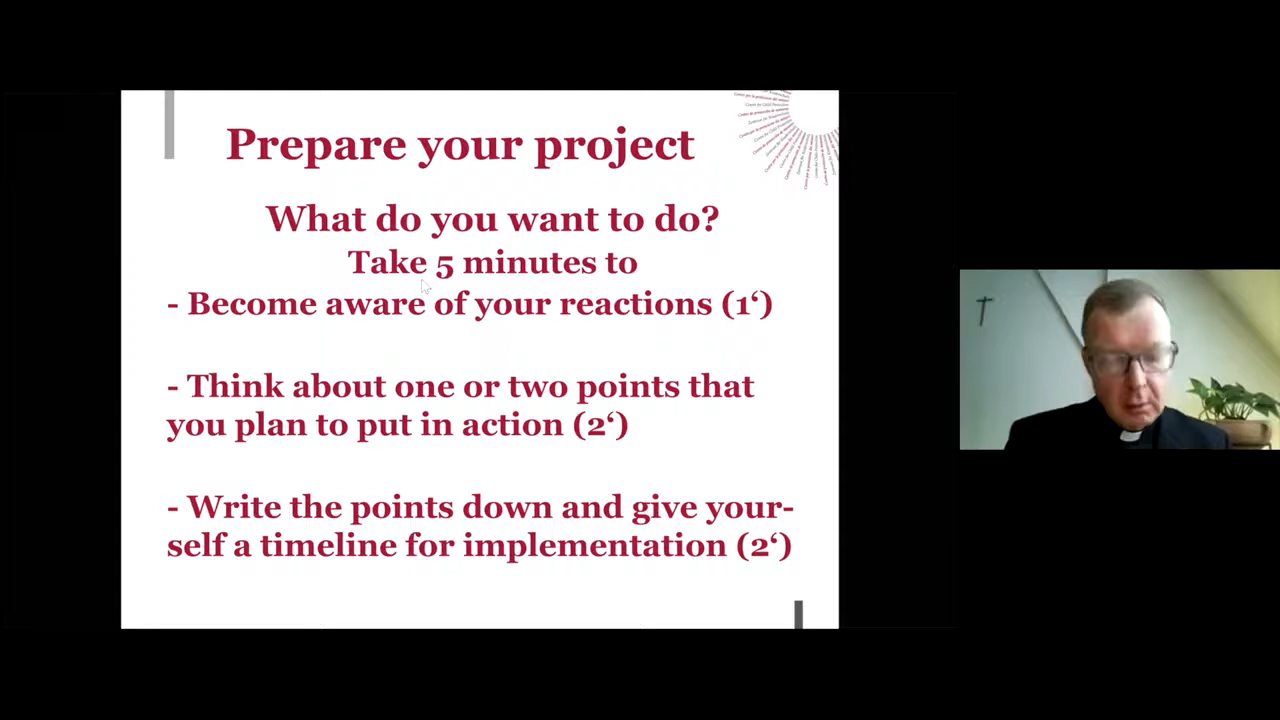 Prepare your project
What do you want to do?
Take 5 minutes to
- Become aware of your reactions (1‘)
- Think about one or two points that
you plan to put in action (2‘)
- Write the points down and give your-
self a timeline for implementation (2‘)